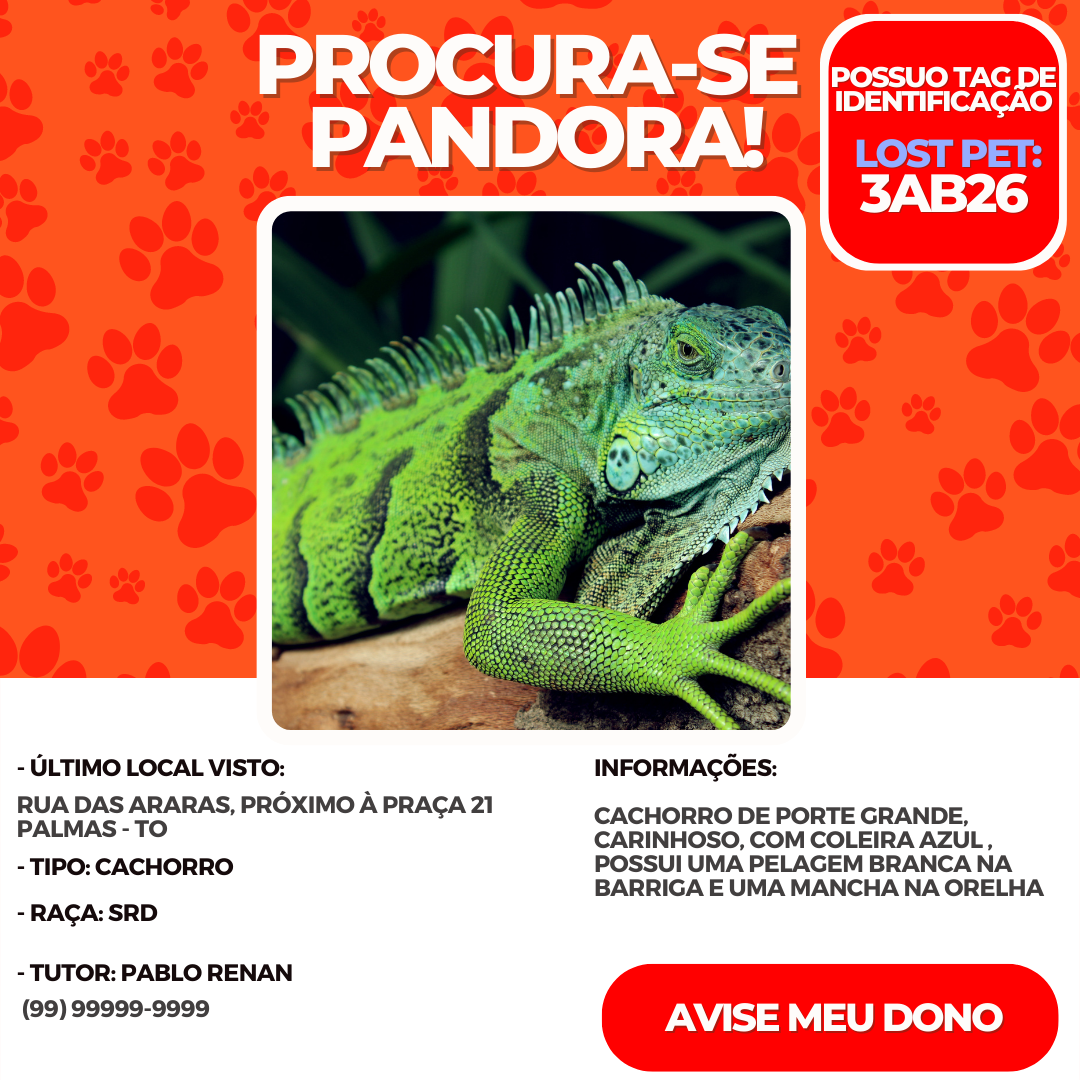 PROCURA-SE
PANDORA!
POSSUO TAG DE
IDENTIFICAÇÃO
LOST PET:
3AB26
- ÚLTIMO LOCAL VISTO:
RUA DAS ARARAS, PRÓXIMO À PRAÇA 21
PALMAS - TO
- TIPO: CACHORRO
- RAÇA: SRD
- TUTOR: PABLO RENAN
(99) 99999-9999
INFORMAÇÕES:
CACHORRO DE PORTE GRANDE,
CARINHOSO, COM COLEIRA AZUL ,
POSSUI UMA PELAGEM BRANCA NA
BARRIGA E UMA MANCHA NA ORELHA
AVISE MEU DONO